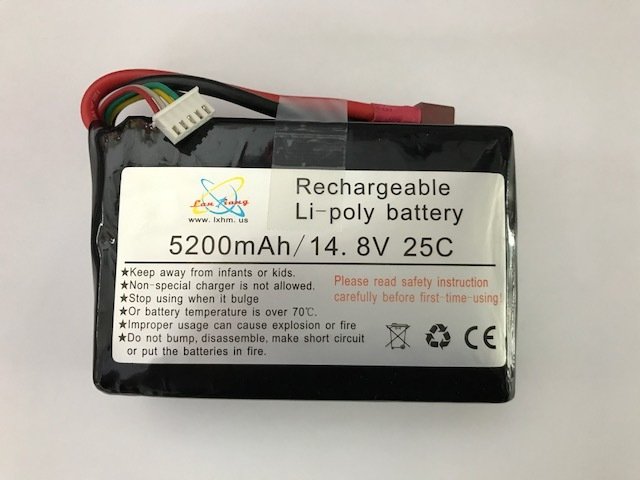 Lan Xiang
www.lxhm.us
Rechargeable
Li-poly battery
5200mAh/14.8V 25C
★Keep away from infants or kids.
★Non-special charger is not allowed.
★Stop using when it bulge
★Or battery temperature is over 70℃.
★Improper usage can cause explosion or fire
★Do not bump, disassemble, make short circuit
or put the batteries in fire.
Please read safety instruction
carefully before first-time-using!
CE